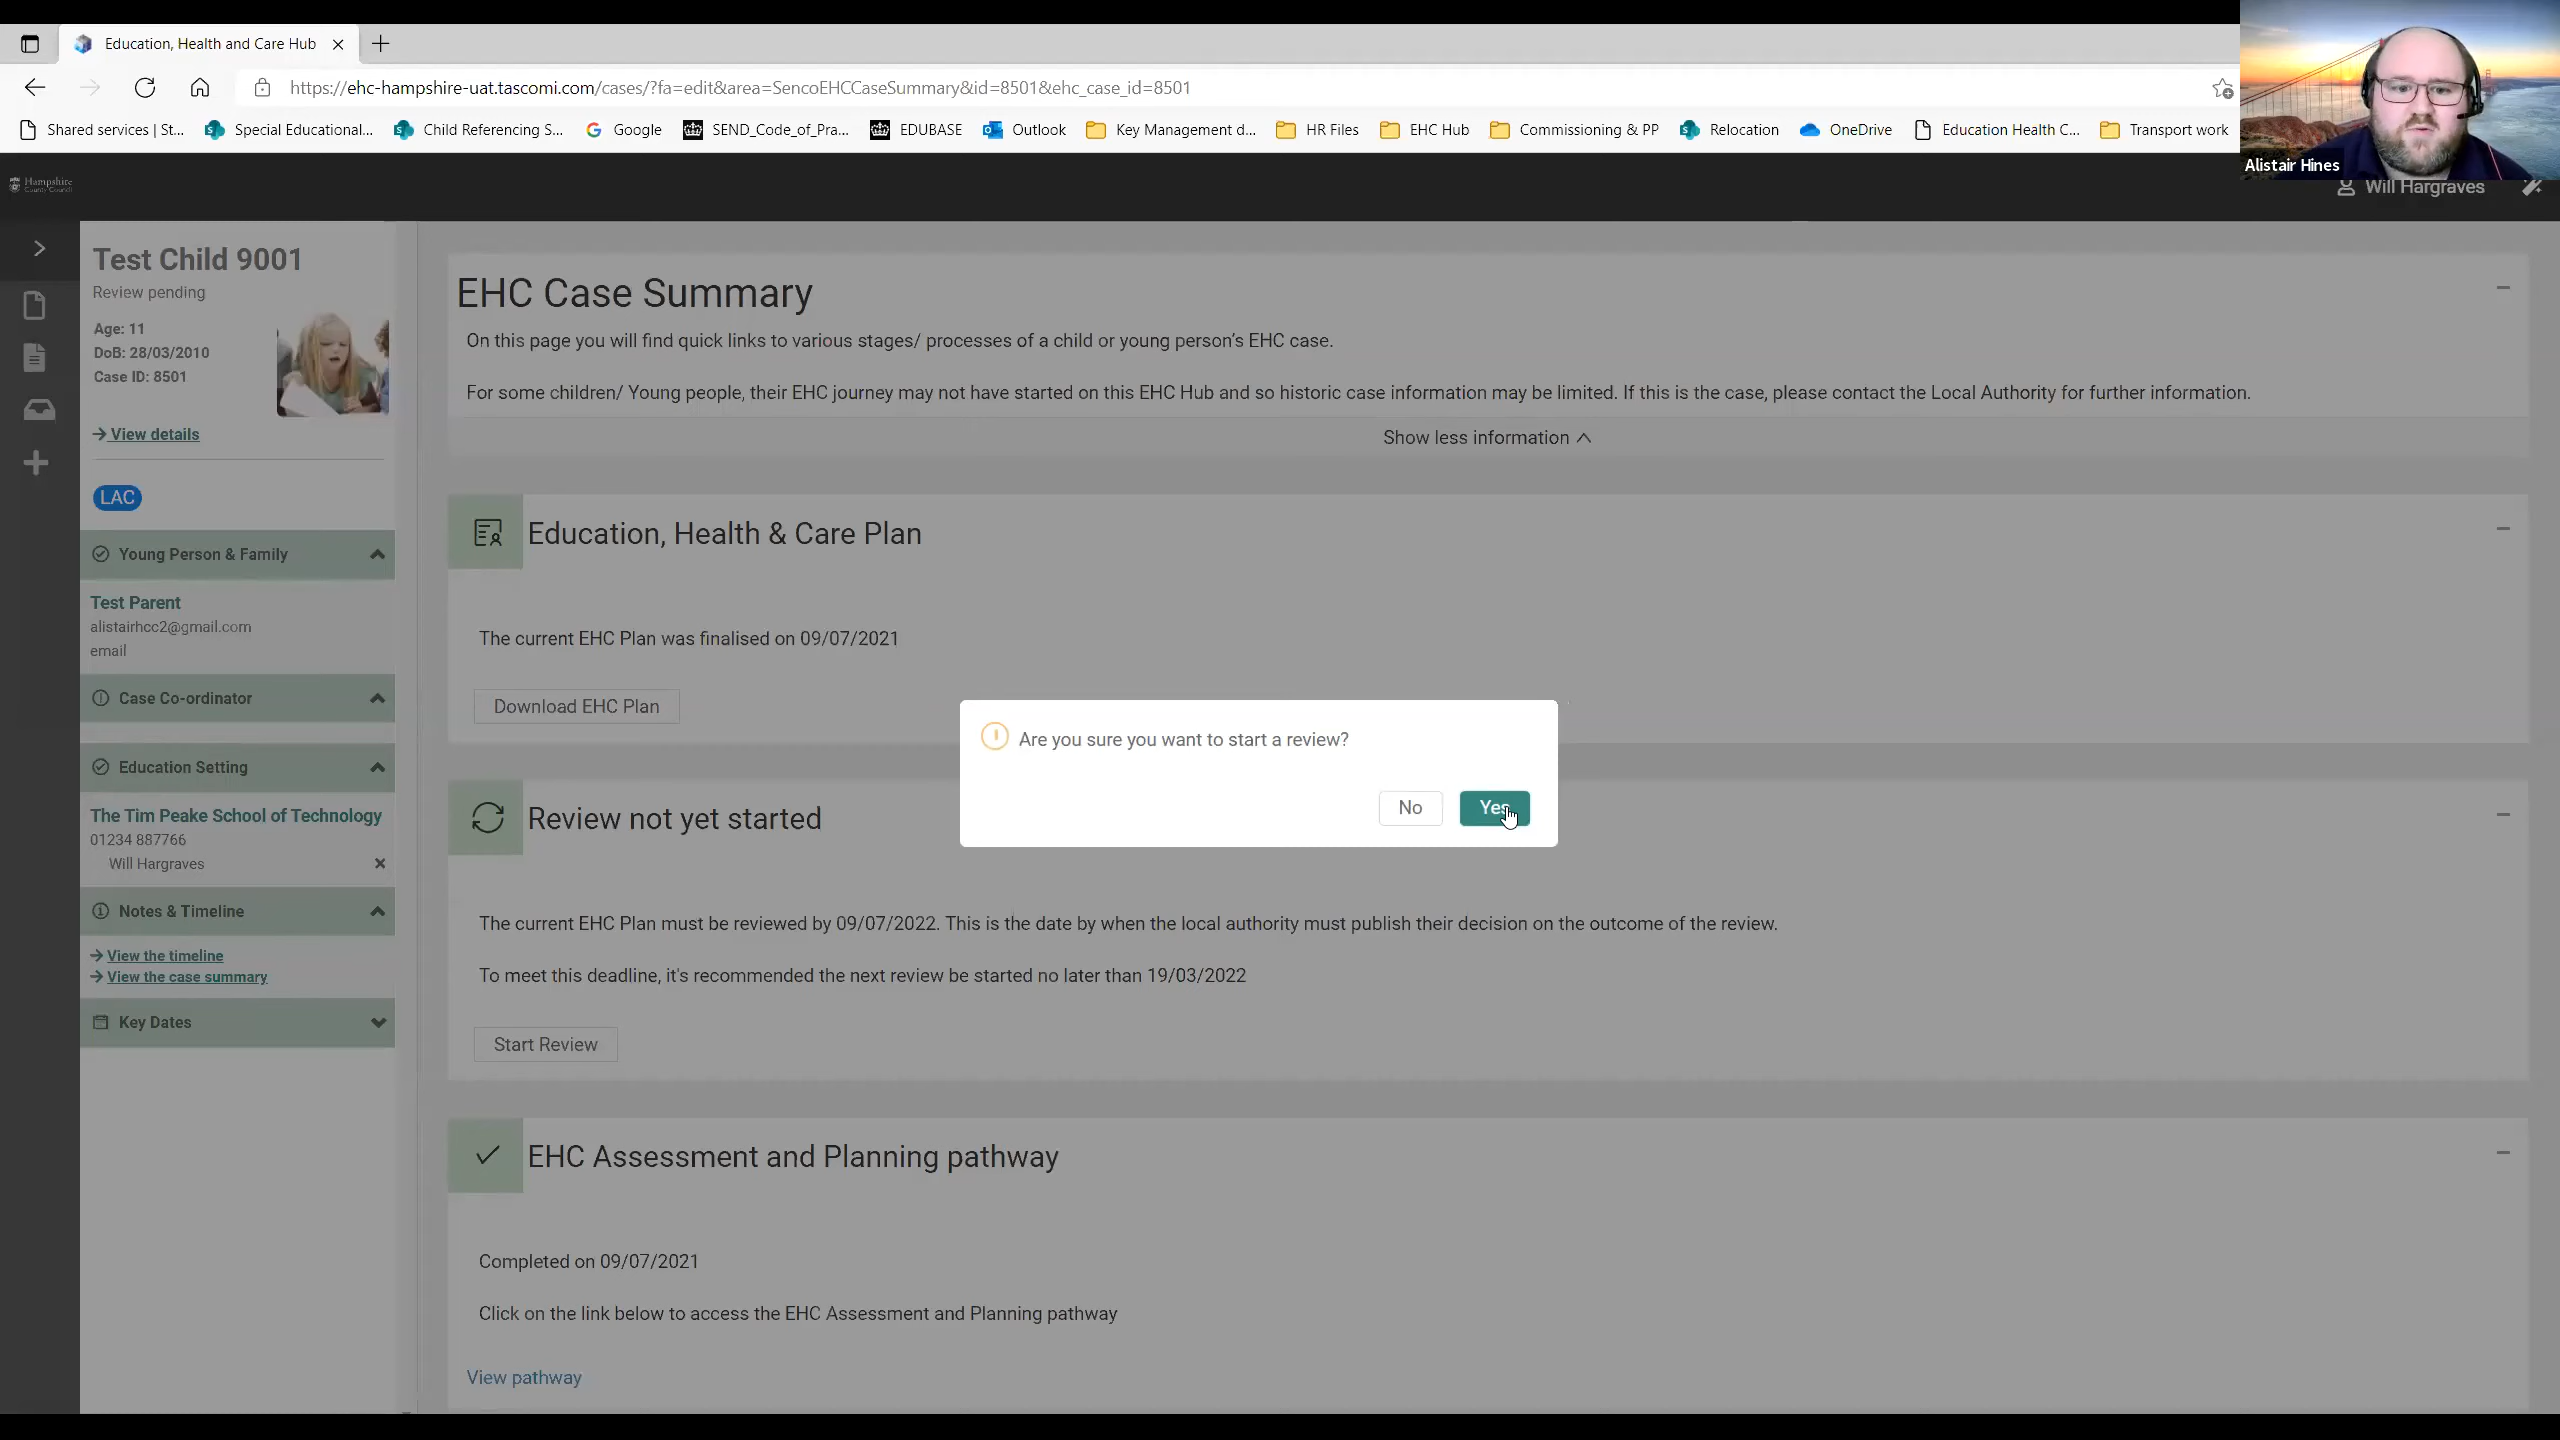 Education, Health and Care Hub
https://ehc-hampshire-uat.tascomi.com/cases/?fa=edit&area=SencoEHCCaseSummary&id=8501&ehc_case_id=8501
Shared services | St... Special Educational... Child Referencing S... Google SEND_Code_of_Pra... EDUBASE Outlook Key Management d... HR Files EHC Hub Commissioning & PP Relocation OneDrive Education Health C... Transport work
Alistair Hines
Hampshire
County Council
Will Hargraves
Test Child 9001
Review pending
Age: 11
DoB: 28/03/2010
Case ID: 8501
View details
LAC
Young Person & Family
Test Parent
alistairhcc2@gmail.com
email
Case Co-ordinator
Education Setting
The Tim Peake School of Technology
01234 887766
Will Hargraves
Notes & Timeline
View the timeline
View the case summary
Key Dates
EHC Case Summary
On this page you will find quick links to various stages/ processes of a child or young person's EHC case.
For some children/ Young people, their EHC journey may not have started on this EHC Hub and so historic case information may be limited. If this is the case, please contact the Local Authority for further information.
Show less information
Education, Health & Care Plan
The current EHC Plan was finalised on 09/07/2021
Download EHC Plan
Are you sure you want to start a review?
No Yes
Review not yet started
The current EHC Plan must be reviewed by 09/07/2022. This is the date by when the local authority must publish their decision on the outcome of the review.
To meet this deadline, it's recommended the next review be started no later than 19/03/2022
Start Review
EHC Assessment and Planning pathway
Completed on 09/07/2021
Click on the link below to access the EHC Assessment and Planning pathway
View pathway